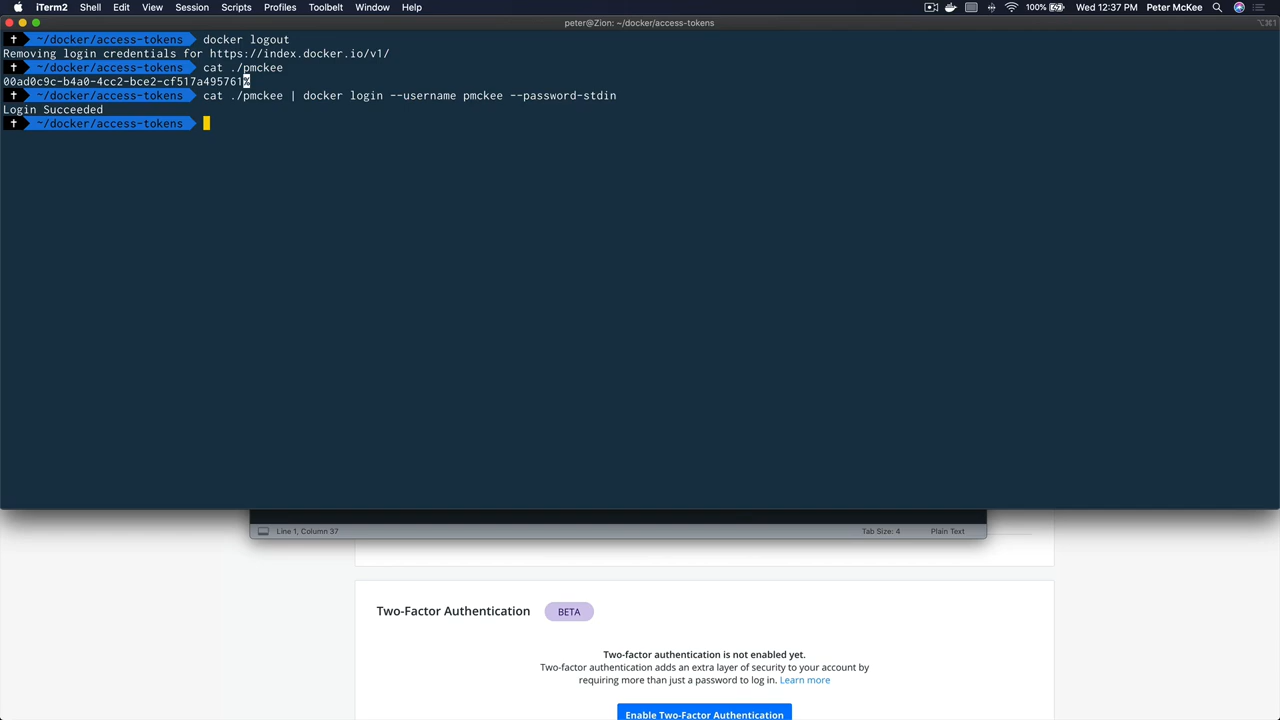 iTerm2 Shell Edit View Session Scripts Profiles Toolbelt Window Help 100% Wed 12:37 PM Peter McKee
peter@Zion: ~/docker/access-tokens ⌥⌘1
~/docker/access-tokens docker logout
Removing login credentials for https://index.docker.io/v1/
~/docker/access-tokens cat ./pmckee
00ad0c9c-b4a0-4cc2-bce2-cf517a495761%
~/docker/access-tokens cat ./pmckee | docker login --username pmckee --password-stdin
Login Succeeded
~/docker/access-tokens
Line 1, Column 37 Tab Size: 4 Plain Text
Two-Factor Authentication BETA
Two-factor authentication is not enabled yet.
Two-factor authentication adds an extra layer of security to your account by
requiring more than just a password to log in. Learn more
Enable Two-Factor Authentication